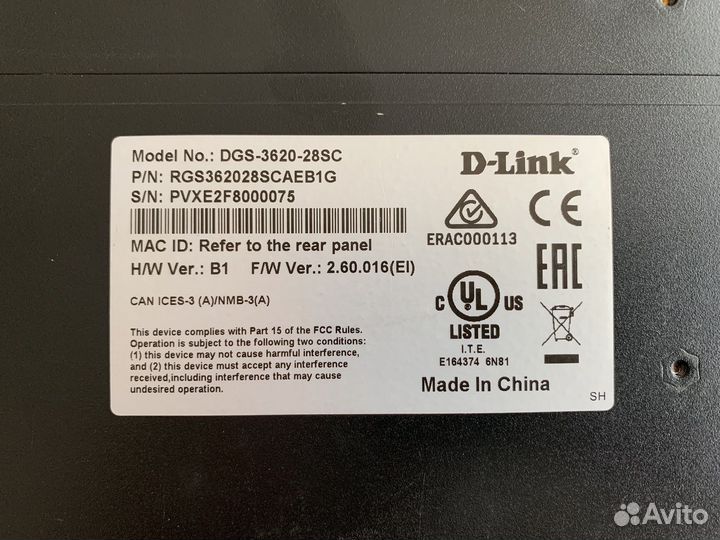 Model No.: DGS-3620-28SC
P/N: RGS362028SCAEB1G
S/N: PVXE2F8000075
MAC ID: Refer to the rear panel
H/W Ver.: B1 F/W Ver.: 2.60.016(EI)
CAN ICES-3 (A)/NMB-3(A)
This device complies with Part 15 of the FCC Rules.
Operation is subject to the following two conditions:
(1) this device may not cause harmful interference,
and (2) this device must accept any interference
received,including interference that may cause
undesired operation.
D-Link
ERAC000113
CE
EAC
C UL US
LISTED
I.T.E.
E164374 6N81
Made In China
SH
Avito